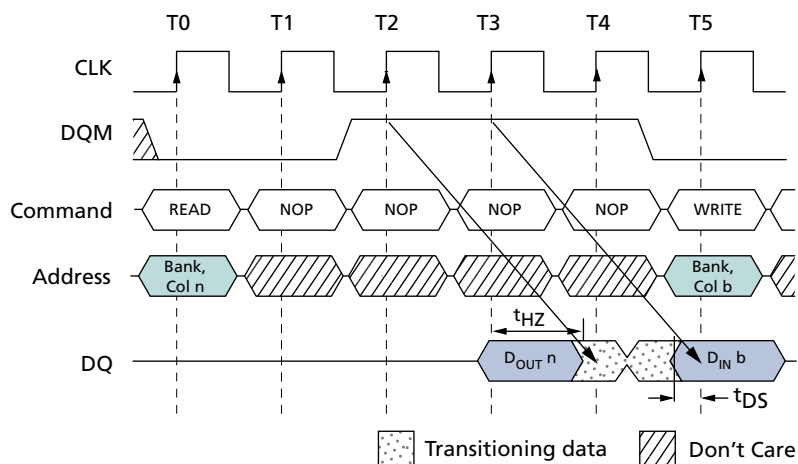 T0 T1 T2 T3 T4 T5
CLK
DQM
Command READ NOP NOP NOP NOP WRITE
Address Bank, Col n Bank, Col b
tHZ
DQ DOUT n DIN b
tDS
Transitioning data Don't Care